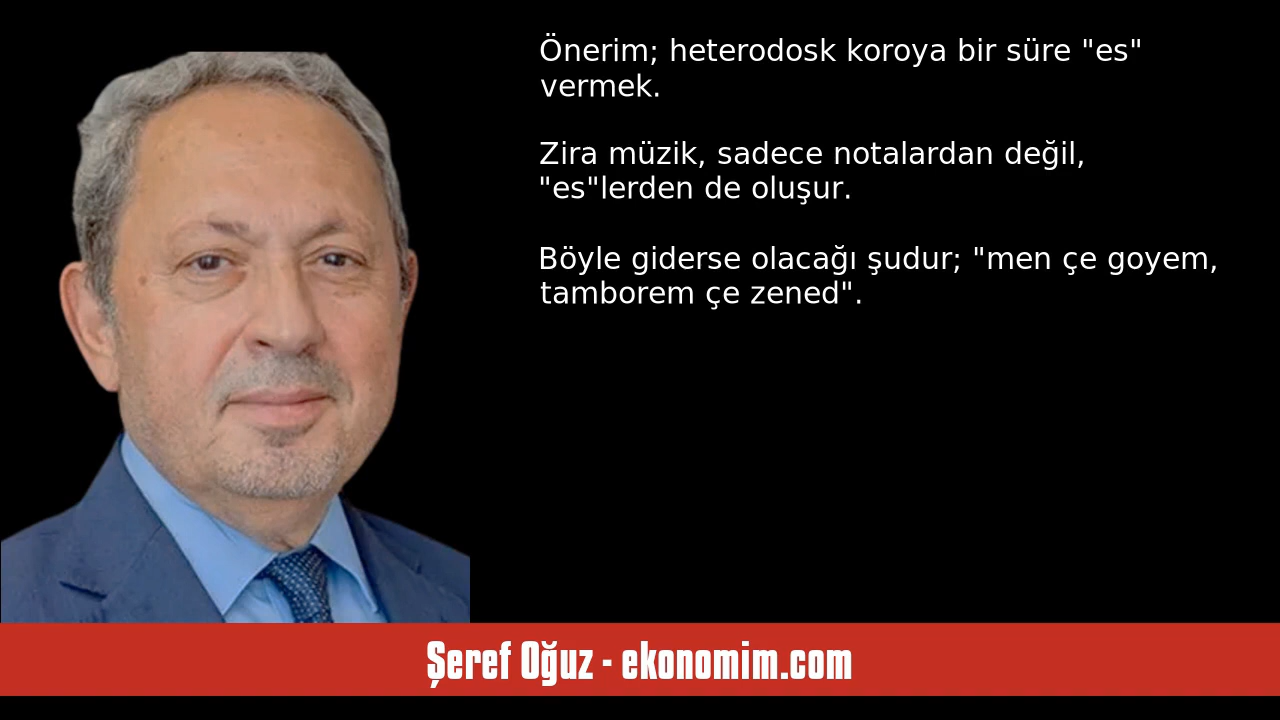 Önerim; heterodosk koroya bir süre "es"
vermek.
Zira müzik, sadece notalardan değil,
"es"lerden de oluşur.
Böyle giderse olacağı şudur; "men çe goyem,
tamborem çe zened".
Şeref Oğuz - ekonomim.com